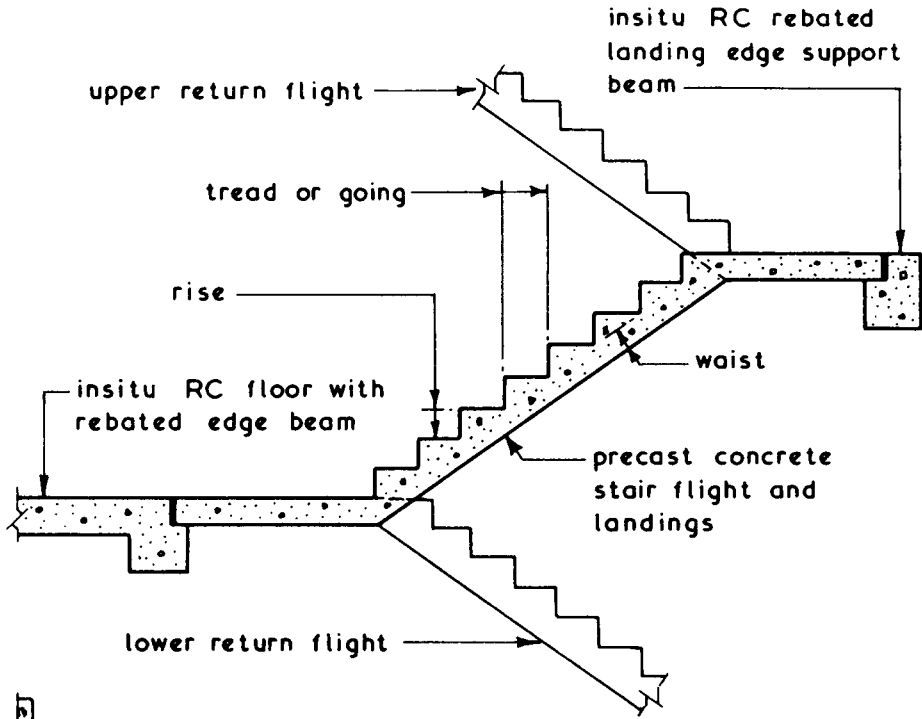 insitu RC rebated
landing edge support
beam
upper return flight
tread or going
rise
waist
insitu RC floor with
rebated edge beam
precast concrete
stair flight and
landings
lower return flight